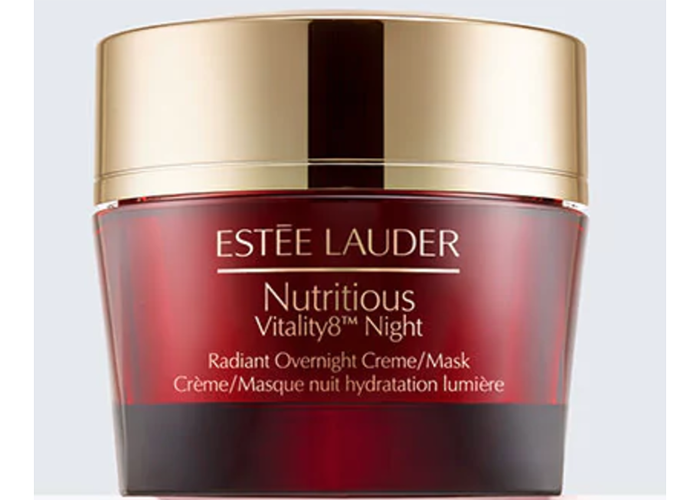 ESTĒE LAUDER
Nutritious
Vitality8™ Night
Radiant Overnight Creme/Mask
Crème/Masque nuit hydratation lumière